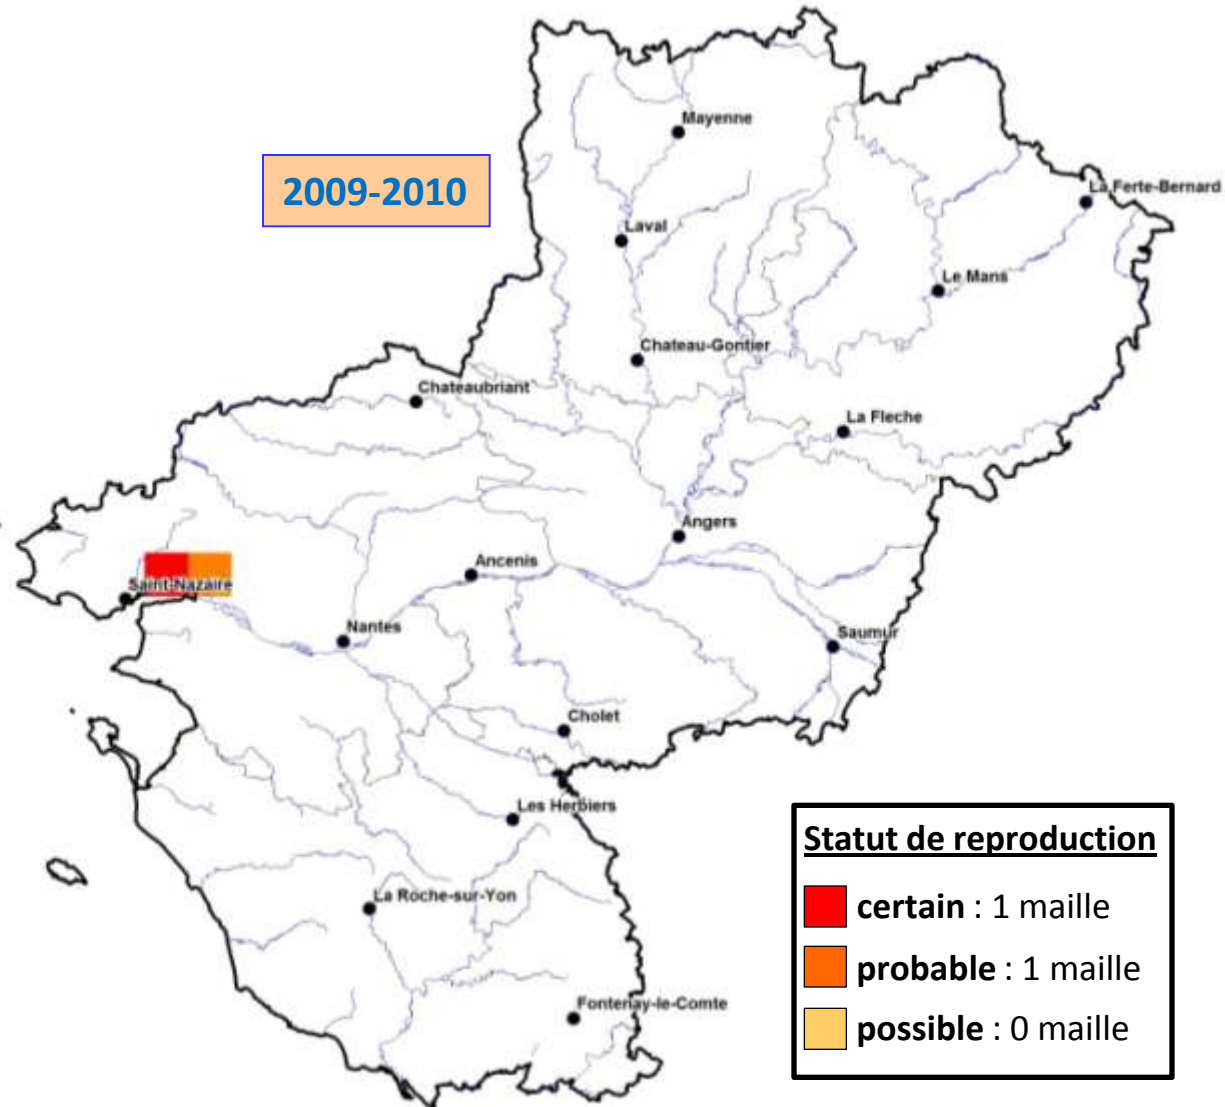 Mayenne
2009-2010
La Ferte-Bernard
Laval
Le Mans
Chateau-Gontier
Chateaubriant
La Fleche
Angers
Ancenis
Saint-Nazaire
Nantes
Saumur
Cholet
Les Herbiers
La Roche-sur-Yon
Fontenay-le-Comte
Statut de reproduction
certain : 1 maille
probable : 1 maille
possible : 0 maille